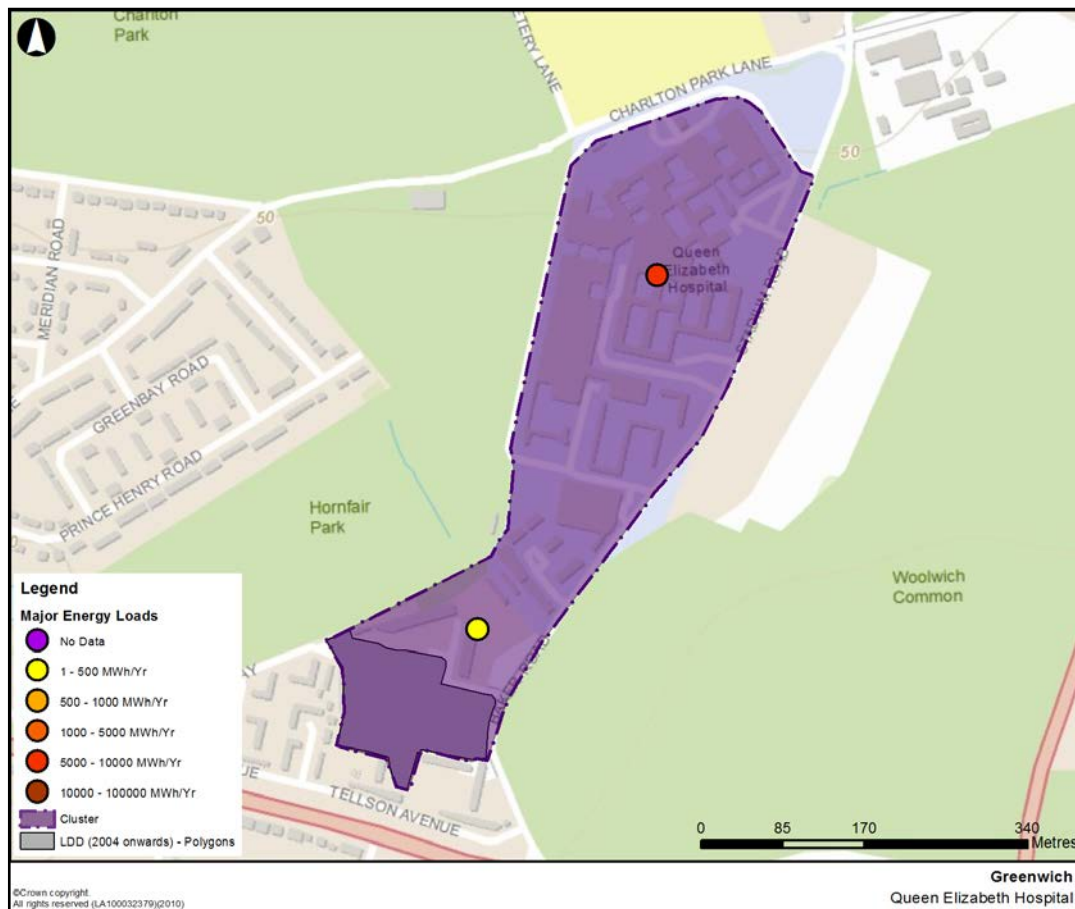 Charlton
Park
CHARLTON PARK LANE
50
50
MERIDIAN ROAD
GREENBAY ROAD
PRINCE HENRY ROAD
Queen
Elizabeth
Hospital
Hornfair
Park
Woolwich
Common
TELLSON AVENUE
Legend
Major Energy Loads
No Data
1 - 500 MWh/Yr
500 - 1000 MWh/Yr
1000 - 5000 MWh/Yr
5000 - 10000 MWh/Yr
10000 - 100000 MWh/Yr
Cluster
LDD (2004 onwards) - Polygons
0 85 170 340
Metres
Greenwich
Queen Elizabeth Hospital
©Crown copyright.
All rights reserved (LA100032379)(2010)